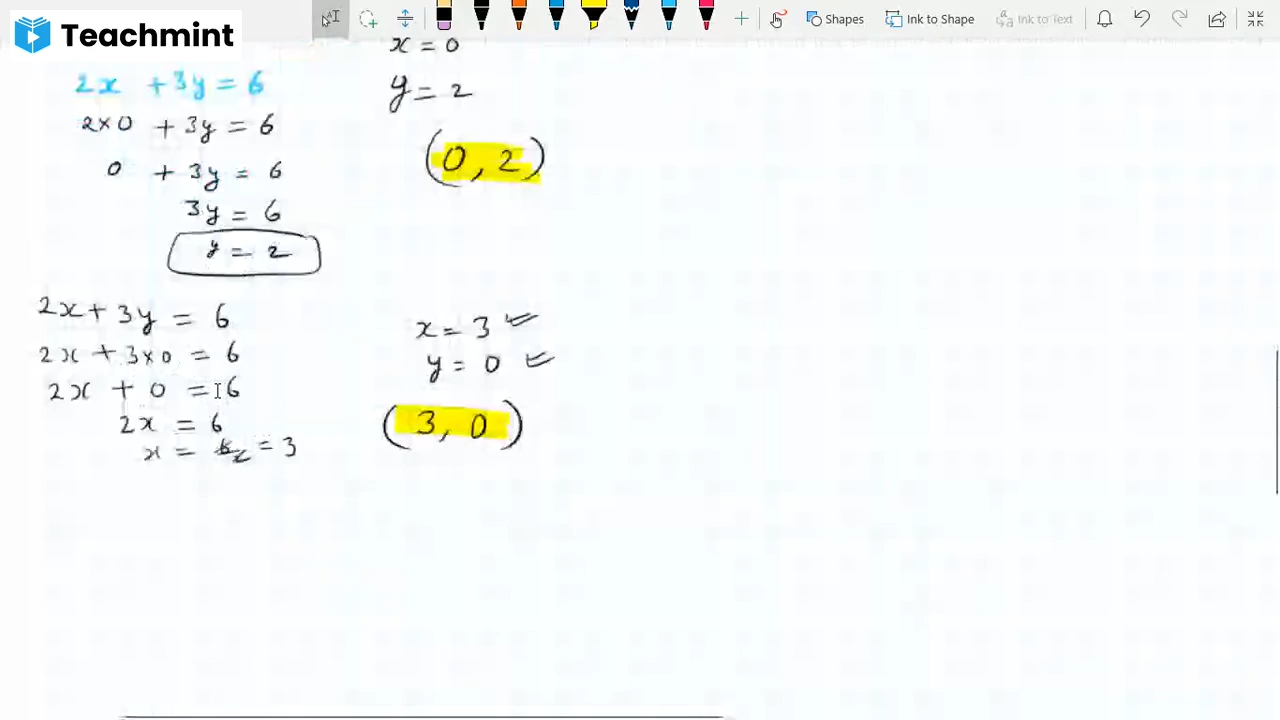 Teachmint
Shapes
Ink to Shape
Ink to Text
x = 0
2x + 3y = 6
y = 2
2×0 + 3y = 6
(0, 2)
0 + 3y = 6
3y = 6
y = 2
2x + 3y = 6
x = 3
2x + 3×0 = 6
y = 0
2x + 0 = 6
2x = 6
(3, 0)
x = 6/2 = 3